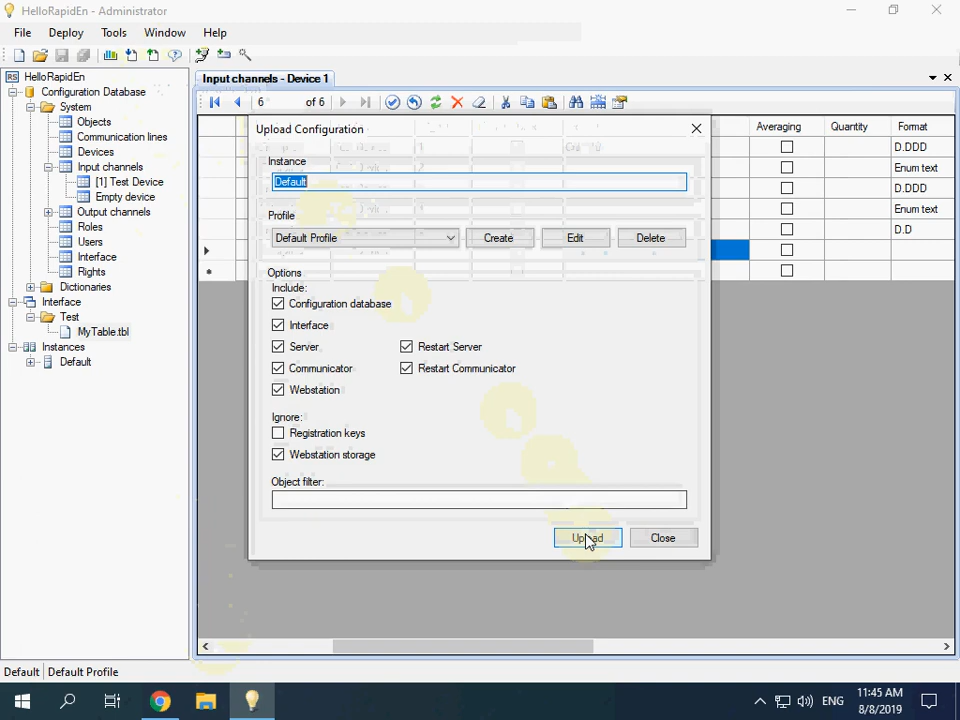 HelloRapidEn - Administrator
File Deploy Tools Window Help
HelloRapidEn
Configuration Database
System
Objects
Communication lines
Devices
Input channels
[1] Test Device
Empty device
Output channels
Roles
Users
Interface
Rights
Dictionaries
Interface
Test
MyTable.tbl
Instances
Default
Input channels - Device 1
6 of 6
Averaging Quantity Format
D.DDD
Enum text
D.DDD
Enum text
D.D
Upload Configuration
Instance
Default
Profile
Default Profile Create Edit Delete
Options
Include:
Configuration database
Interface
Server Restart Server
Communicator Restart Communicator
Webstation
Ignore:
Registration keys
Webstation storage
Object filter:
Upload Close
Default Default Profile
ENG
11:45 AM
8/8/2019